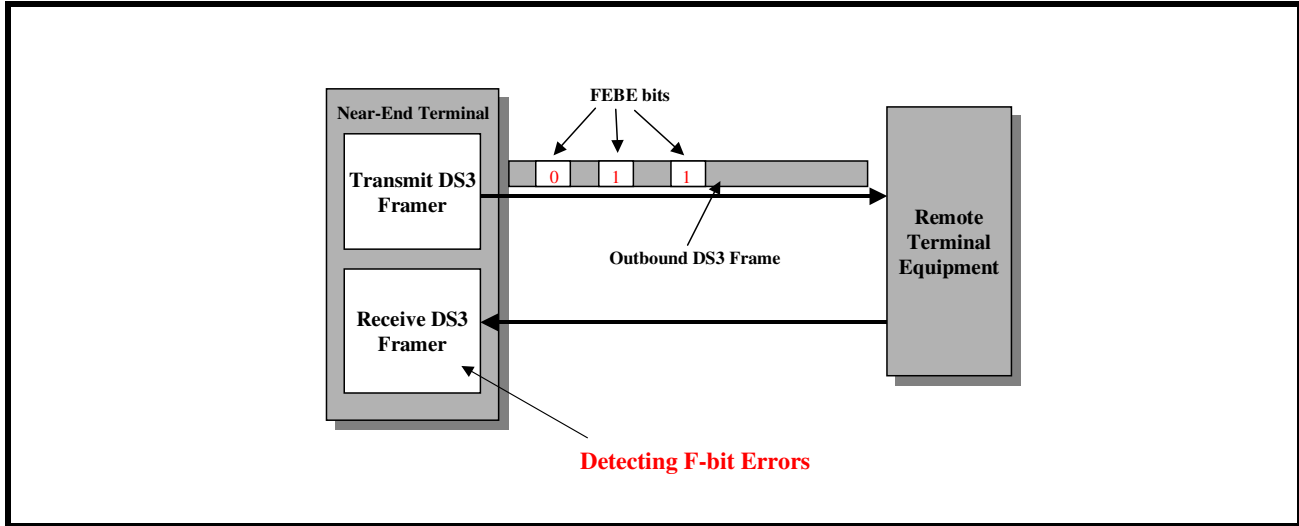 FEBE bits
Near-End Terminal
Transmit DS3
Framer
0 1 1
Remote
Terminal
Equipment
Outbound DS3 Frame
Receive DS3
Framer
Detecting F-bit Errors